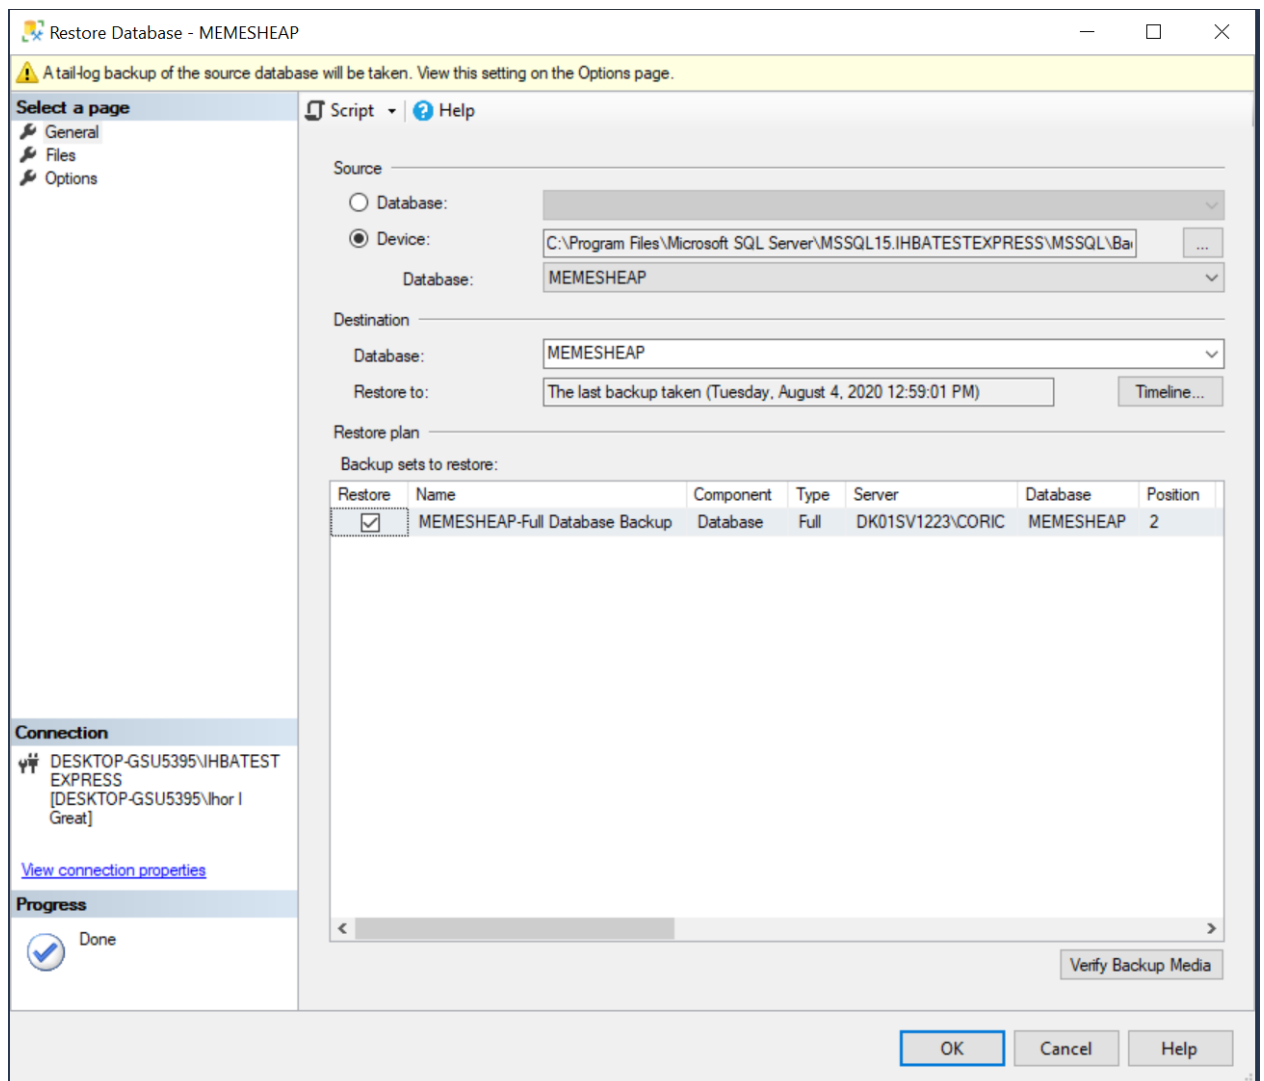 Restore Database - MEMESHEAP
A tail-log backup of the source database will be taken. View this setting on the Options page.
Select a page
General
Files
Options
Script
Help
Source
Database:
Device:
C:\Program Files\Microsoft SQL Server\MSSQL15.IHBATESTEXPRESS\MSSQL\Ba
...
Database:
MEMESHEAP
Destination
Database:
MEMESHEAP
Restore to:
The last backup taken (Tuesday, August 4, 2020 12:59:01 PM)
Timeline...
Restore plan
Backup sets to restore:
Restore Name Component Type Server Database Position
MEMESHEAP-Full Database Backup Database Full DK01SV1223\CORIC MEMESHEAP 2
Connection
DESKTOP-GSU5395\IHBATEST
EXPRESS
[DESKTOP-GSU5395\Ihor I
Great]
View connection properties
Progress
Done
Verify Backup Media
OK
Cancel
Help